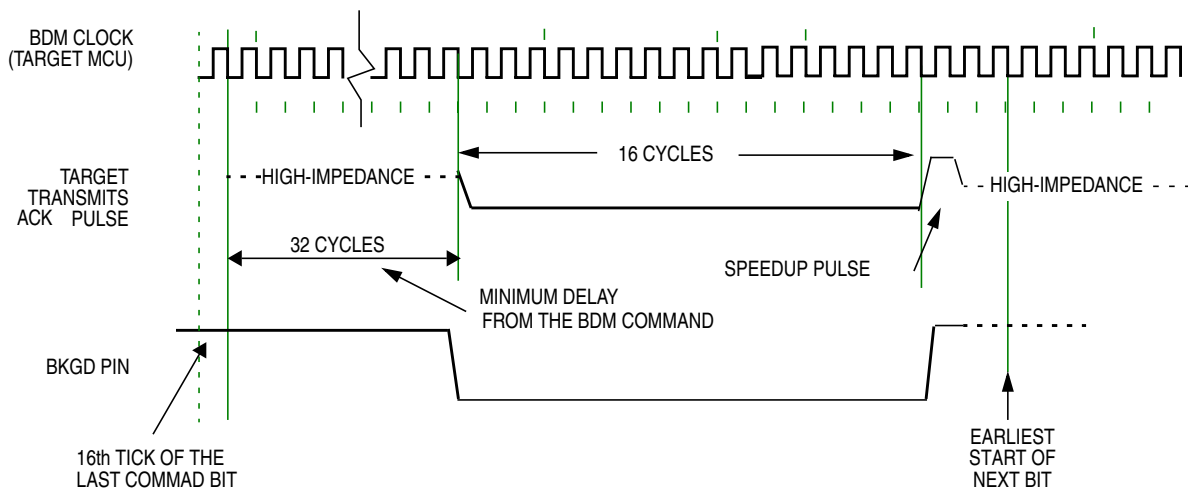 BDM CLOCK
(TARGET MCU)
16 CYCLES
TARGET
TRANSMITS
ACK PULSE
HIGH-IMPEDANCE
HIGH-IMPEDANCE
32 CYCLES
SPEEDUP PULSE
MINIMUM DELAY
FROM THE BDM COMMAND
BKGD PIN
16th TICK OF THE
LAST COMMAD BIT
EARLIEST
START OF
NEXT BIT